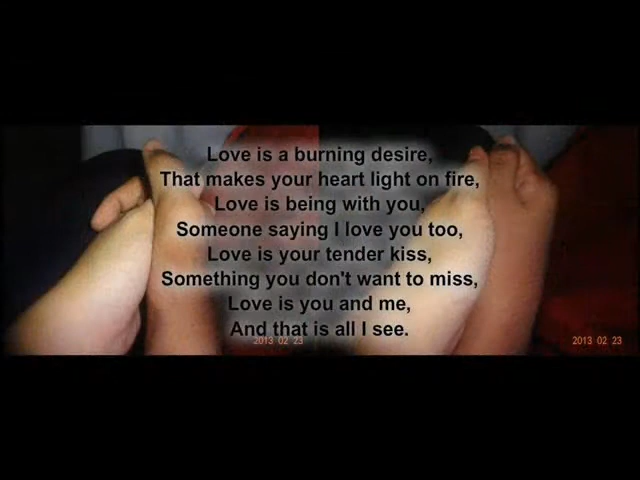 Love is a burning desire,
That makes your heart light on fire,
Love is being with you,
Someone saying I love you too,
Love is your tender kiss,
Something you don't want to miss,
Love is you and me,
And that is all I see.
2013 02 23
2013 02 23